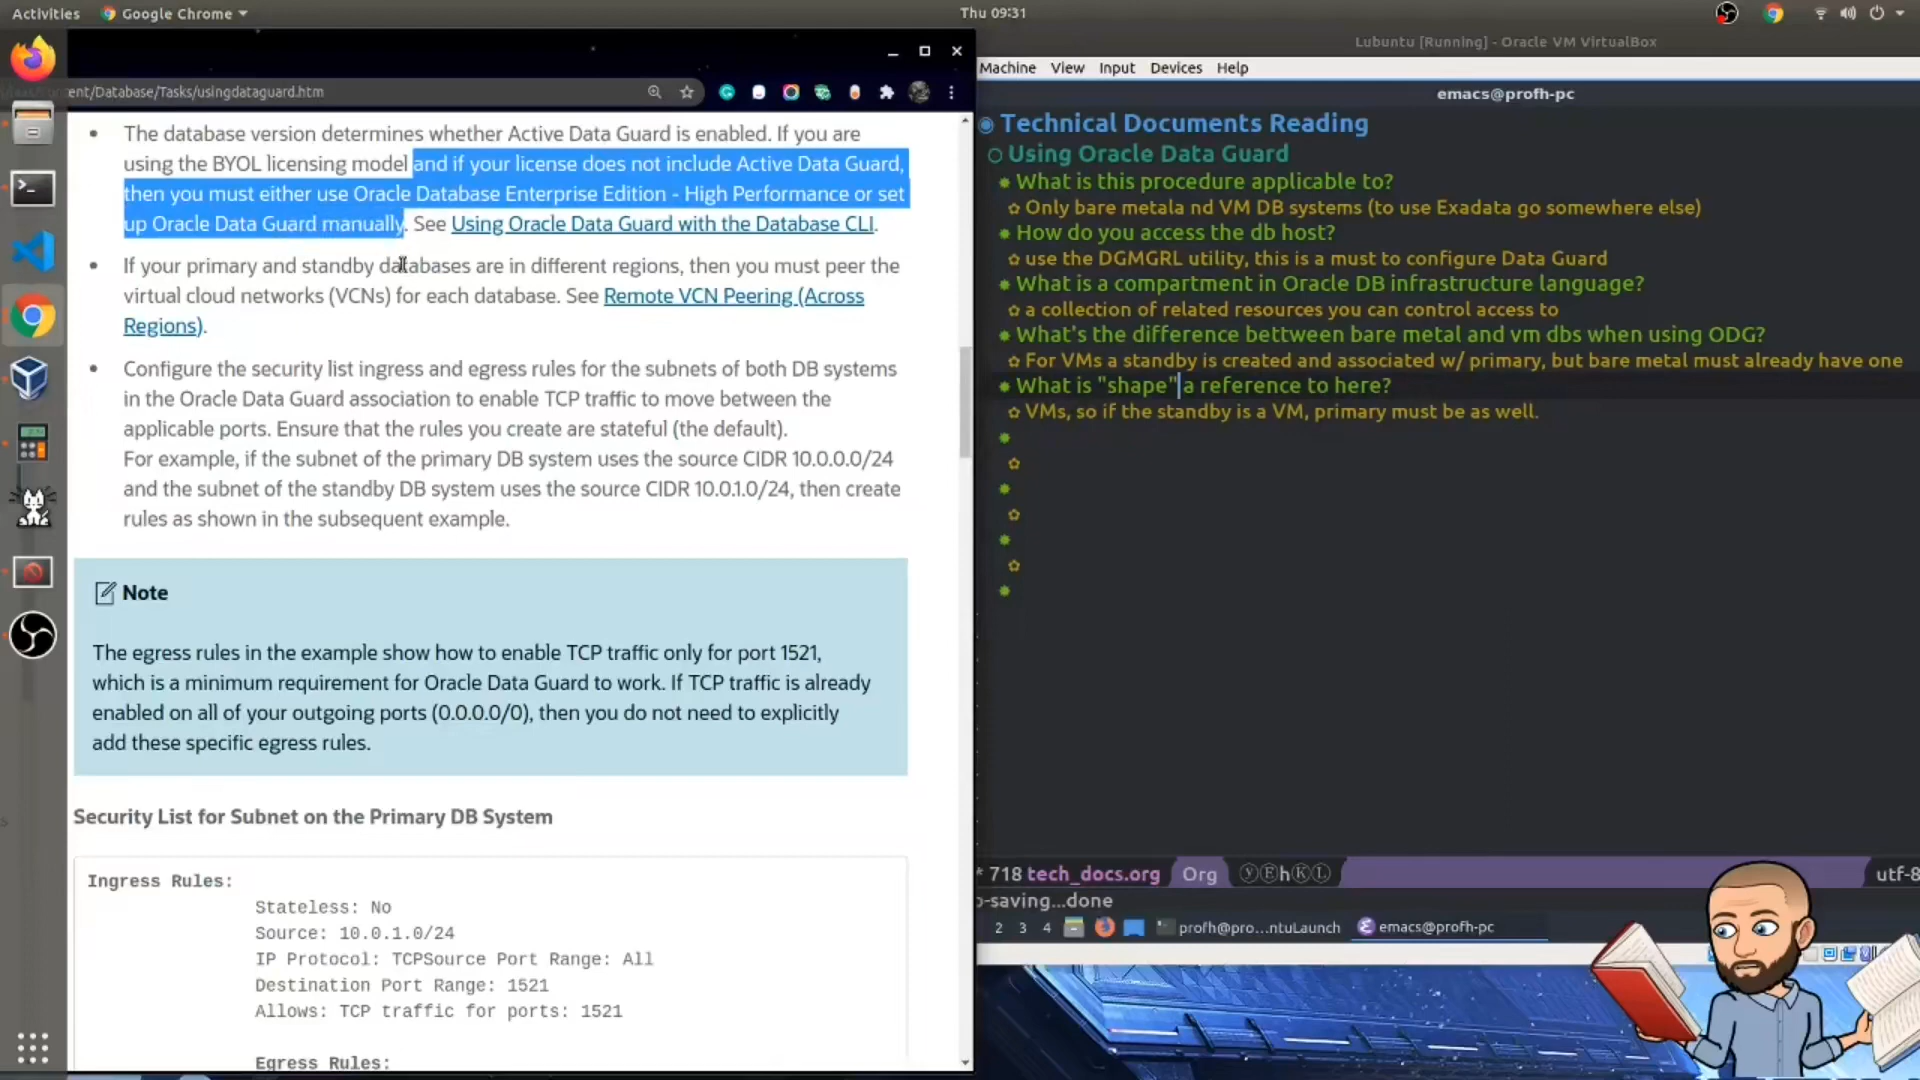 Activities
Google Chrome
Thu 09:31
Lubuntu [Running] - Oracle VM VirtualBox
ent/Database/Tasks/usingdataguard.htm
The database version determines whether Active Data Guard is enabled. If you are
using the BYOL licensing model and if your license does not include Active Data Guard,
then you must either use Oracle Database Enterprise Edition - High Performance or set
up Oracle Data Guard manually. See Using Oracle Data Guard with the Database CLI.
If your primary and standby databases are in different regions, then you must peer the
virtual cloud networks (VCNs) for each database. See Remote VCN Peering (Across
Regions).
Configure the security list ingress and egress rules for the subnets of both DB systems
in the Oracle Data Guard association to enable TCP traffic to move between the
applicable ports. Ensure that the rules you create are stateful (the default).
For example, if the subnet of the primary DB system uses the source CIDR 10.0.0.0/24
and the subnet of the standby DB system uses the source CIDR 10.0.1.0/24, then create
rules as shown in the subsequent example.
Note
The egress rules in the example show how to enable TCP traffic only for port 1521,
which is a minimum requirement for Oracle Data Guard to work. If TCP traffic is already
enabled on all of your outgoing ports (0.0.0.0/0), then you do not need to explicitly
add these specific egress rules.
Security List for Subnet on the Primary DB System
Ingress Rules:
Stateless: No
Source: 10.0.1.0/24
IP Protocol: TCPSource Port Range: All
Destination Port Range: 1521
Allows: TCP traffic for ports: 1521
Egress Rules:
Machine View Input Devices Help
emacs@profh-pc
Technical Documents Reading
Using Oracle Data Guard
What is this procedure applicable to?
Only bare metala nd VM DB systems (to use Exadata go somewhere else)
How do you access the db host?
use the DGMGRL utility, this is a must to configure Data Guard
What is a compartment in Oracle DB infrastructure language?
a collection of related resources you can control access to
What's the difference bettween bare metal and vm dbs when using ODG?
For VMs a standby is created and associated w/ primary, but bare metal must already have one
What is "shape" a reference to here?
VMs, so if the standby is a VM, primary must be as well.
* 718 tech_docs.org Org ⓨⒺhⓀⓁ utf-8
o-saving...done
2 3 4 profh@pro...ntuLaunch emacs@profh-pc